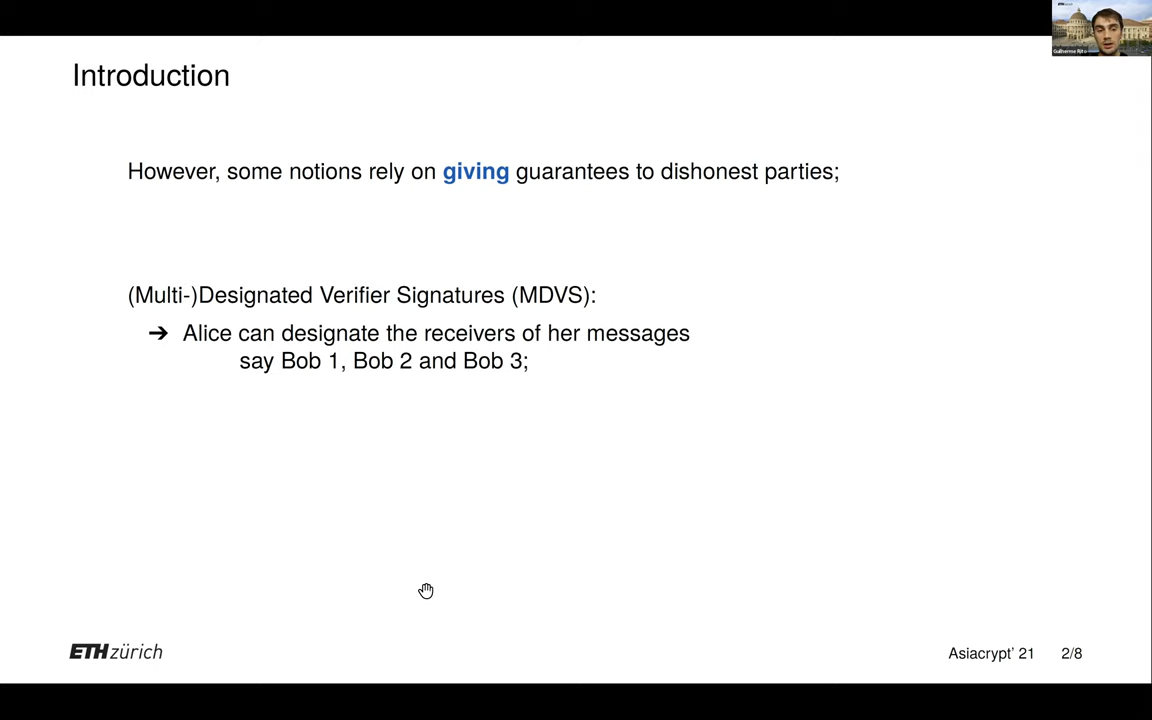 Guilherme Rito
Introduction
However, some notions rely on giving guarantees to dishonest parties;
(Multi-)Designated Verifier Signatures (MDVS):
➔ Alice can designate the receivers of her messages
say Bob 1, Bob 2 and Bob 3;
ETH zürich
Asiacrypt' 21 2/8